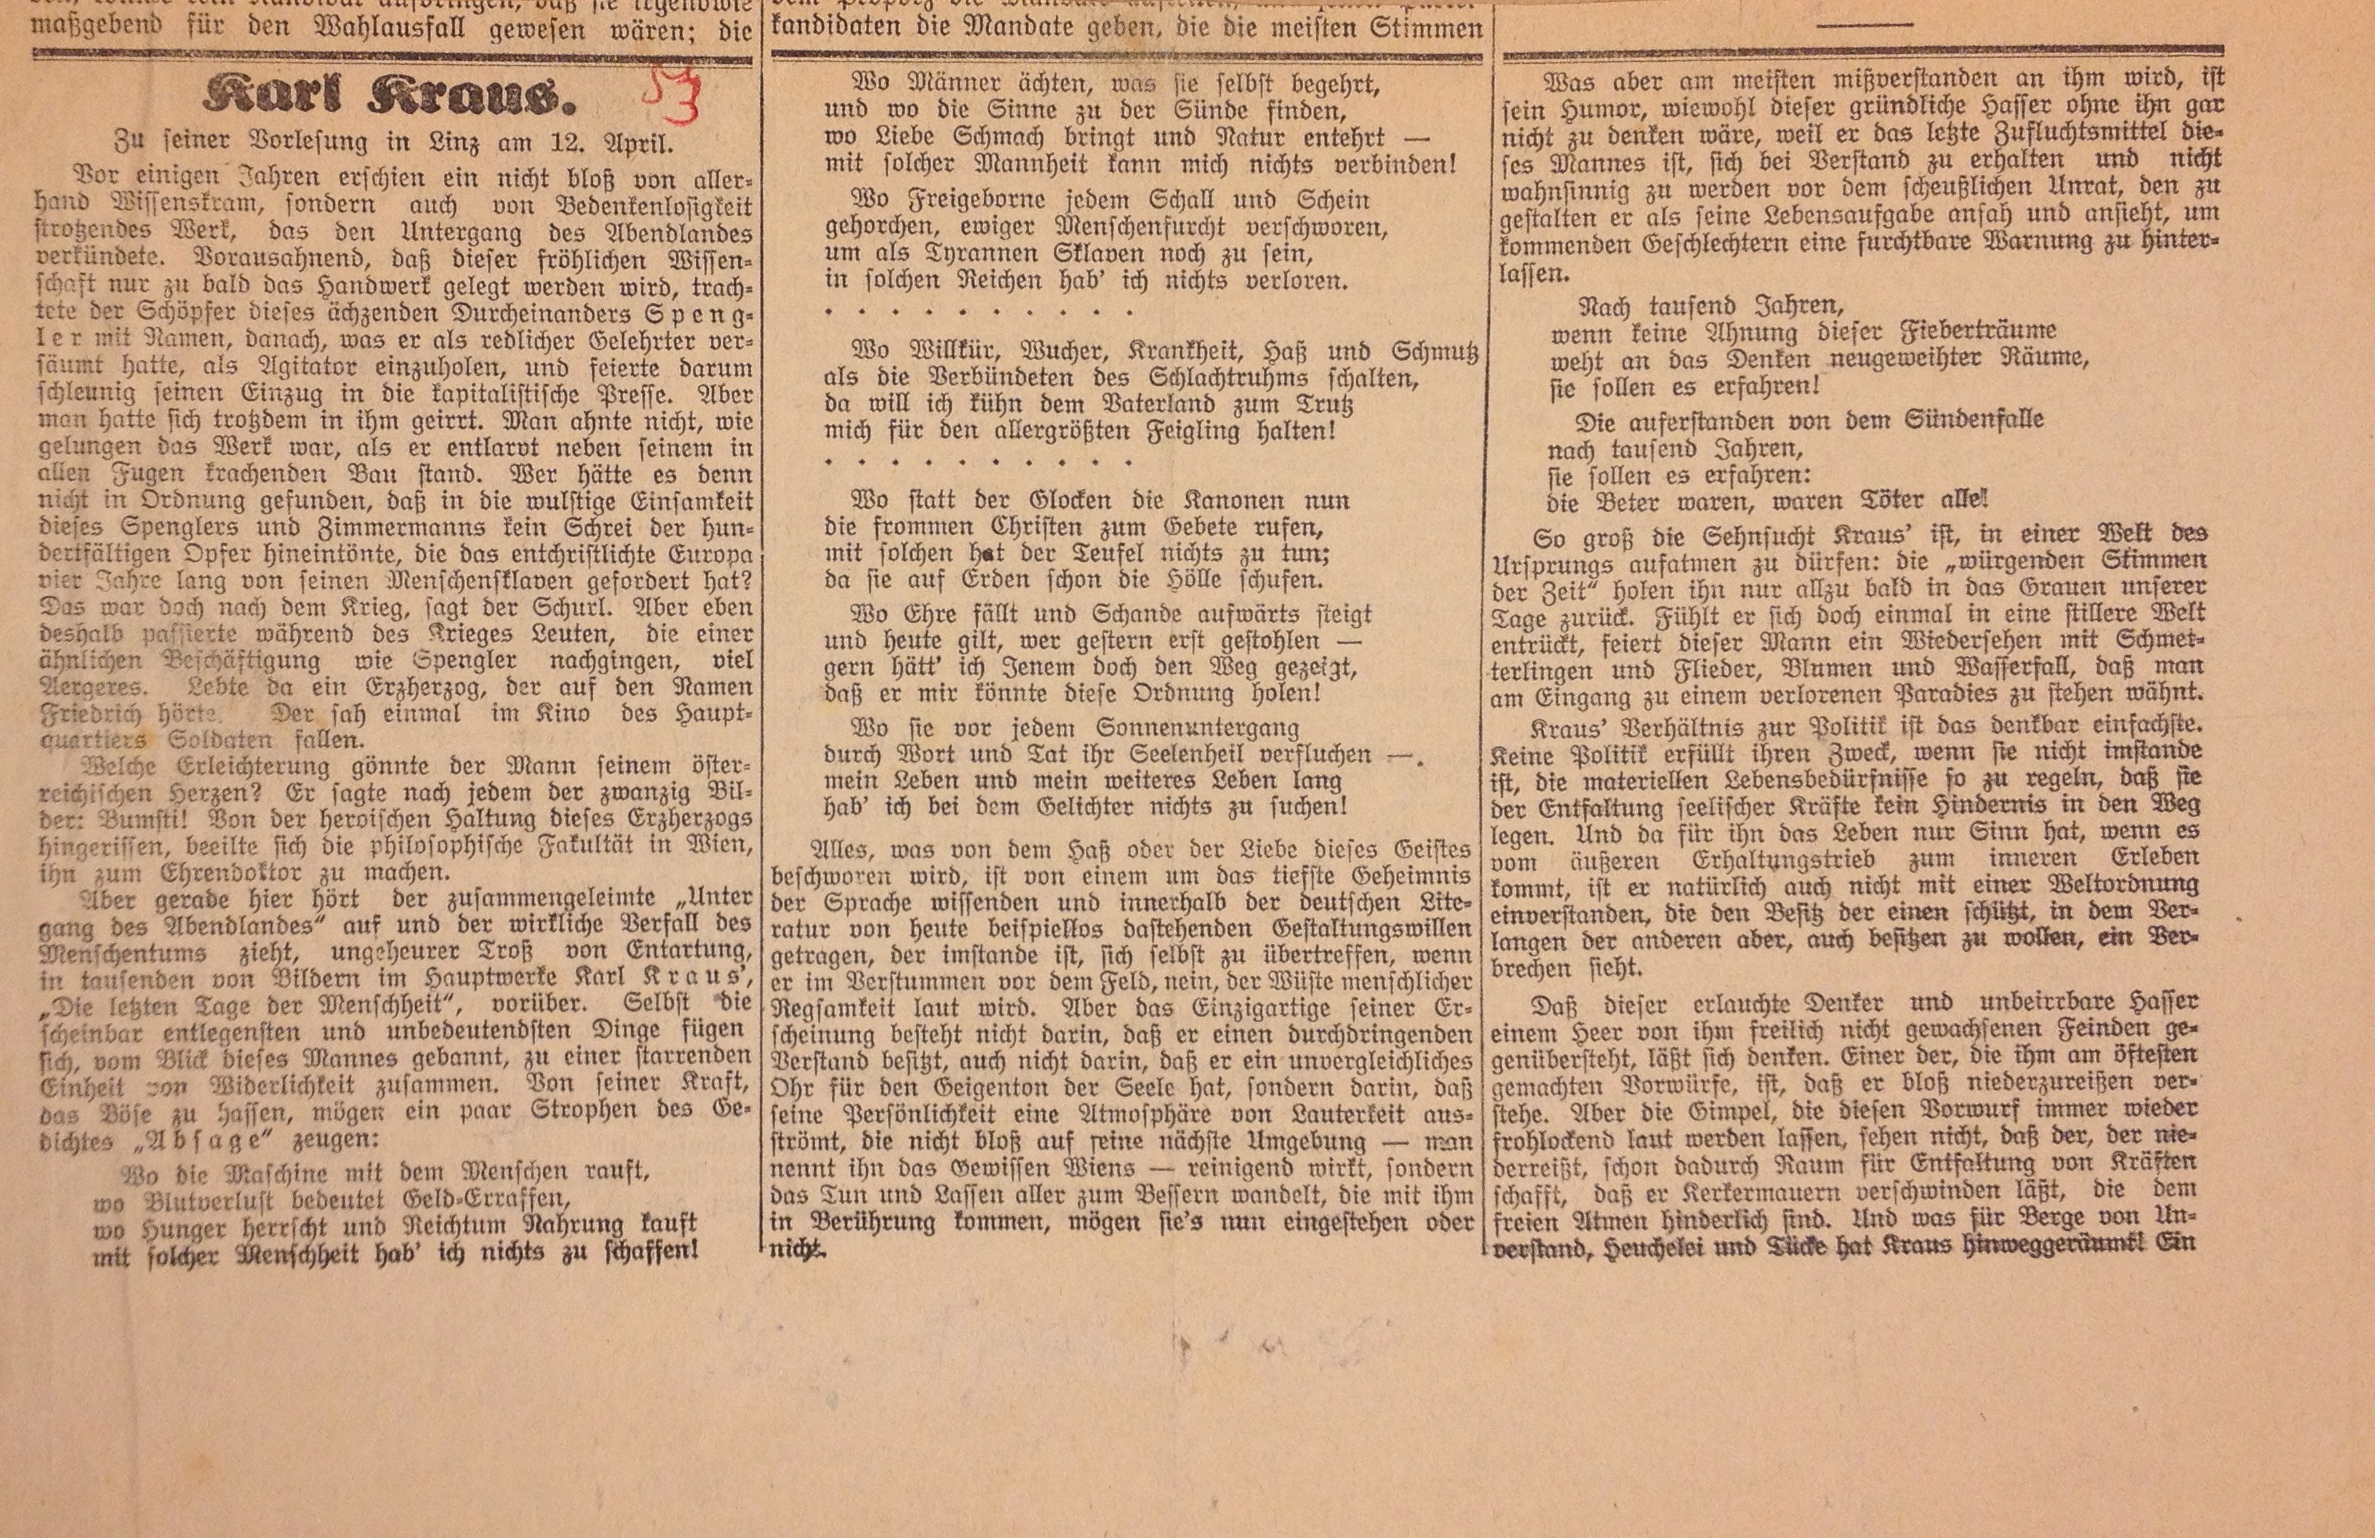 maßgebend für den Wahlausfall gewesen wären; die
Karl Kraus.
53
Zu seiner Vorlesung in Linz am 12. April.
Vor einigen Jahren erschien ein nicht bloß von aller-
hand Wissenskram, sondern auch von Bedenkenlosigkeit
strotzendes Werk, das den Untergang des Abendlandes
verkündete. Vorausahnend, daß dieser fröhlichen Wissen-
schaft nur zu bald das Handwerk gelegt werden wird, trach-
tete der Schöpfer dieses ächzenden Durcheinanders Speng-
ler mit Namen, danach, was er als redlicher Gelehrter ver-
säumt hatte, als Agitator einzuholen, und feierte darum
schleunig seinen Einzug in die kapitalistische Presse. Aber
man hatte sich trotzdem in ihm geirrt. Man ahnte nicht, wie
gelungen das Werk war, als er entlarvt neben seinem in
allen Fugen krachenden Bau stand. Wer hätte es denn
nicht in Ordnung gefunden, daß in die wulstige Einsamkeit
dieses Spenglers und Zimmermanns kein Schrei der hun-
dertfältigen Opfer hineintönte, die das entchristlichte Europa
vier Jahre lang von seinen Menschensklaven gefordert hat?
Das war doch nach dem Krieg, sagt der Schurl. Aber eben
deshalb passierte während des Krieges Leuten, die einer
ähnlichen Beschäftigung wie Spengler nachgingen, viel
Aergeres. Lebte da ein Erzherzog, der auf den Namen
Friedrich hörte. Der sah einmal im Kino des Haupt-
quartiers Soldaten fallen.
Welche Erleichterung gönnte der Mann seinem öster-
reichischen Herzen? Er sagte nach jedem der zwanzig Bil-
der: Bumsti! Von der heroischen Haltung dieses Erzherzogs
hingerissen, beeilte sich die philosophische Fakultät in Wien,
ihn zum Ehrendoktor zu machen.
Aber gerade hier hört der zusammengeleimte „Unter
gang des Abendlandes“ auf und der wirkliche Verfall des
Menschentums zieht, ungeheurer Troß von Entartung,
in tausenden von Bildern im Hauptwerke Karl Kraus',
„Die letzten Tage der Menschheit“, vorüber. Selbst die
scheinbar entlegensten und unbedeutendsten Dinge fügen
sich, vom Blick dieses Mannes gebannt, zu einer starrenden
Einheit von Widerlichkeit zusammen. Von seiner Kraft,
das Böse zu hassen, mögen ein paar Strophen des Ge-
dichtes „Absage“ zeugen:
Wo die Maschine mit dem Menschen rauft,
wo Blutverlust bedeutet Geld-Erraffen,
wo Hunger herrscht und Reichtum Nahrung kauft
mit solcher Menschheit hab' ich nichts zu schaffen!
kandidaten die Mandate geben, die die meisten Stimmen
Wo Männer ächten, was sie selbst begehrt,
und wo die Sinne zu der Sünde finden,
wo Liebe Schmach bringt und Natur entehrt —
mit solcher Mannheit kann mich nichts verbinden!
Wo Freigeborne jedem Schall und Schein
gehorchen, ewiger Menschenfurcht verschworen,
um als Tyrannen Sklaven noch zu sein,
in solchen Reichen hab' ich nichts verloren.
. . . . . . . . . .
Wo Willkür, Wucher, Krankheit, Haß und Schmutz
als die Verbündeten des Schlachtruhms schalten,
da will ich kühn dem Vaterland zum Trutz
mich für den allergrößten Feigling halten!
. . . . . . . . . .
Wo statt der Glocken die Kanonen nun
die frommen Christen zum Gebete rufen,
mit solchen hat der Teufel nichts zu tun;
da sie auf Erden schon die Hölle schufen.
Wo Ehre fällt und Schande aufwärts steigt
und heute gilt, wer gestern erst gestohlen —
gern hätt' ich Jenem doch den Weg gezeigt,
daß er mir könnte diese Ordnung holen!
Wo sie vor jedem Sonnenuntergang
durch Wort und Tat ihr Seelenheil verfluchen —.
mein Leben und mein weiteres Leben lang
hab' ich bei dem Gelichter nichts zu suchen!
Alles, was von dem Haß oder der Liebe dieses Geistes
beschworen wird, ist von einem um das tiefste Geheimnis
der Sprache wissenden und innerhalb der deutschen Lite-
ratur von heute beispiellos dastehenden Gestaltungswillen
getragen, der imstande ist, sich selbst zu übertreffen, wenn
er im Verstummen vor dem Feld, nein, der Wüste menschlicher
Regsamkeit laut wird. Aber das Einzigartige seiner Er-
scheinung besteht nicht darin, daß er einen durchdringenden
Verstand besitzt, auch nicht darin, daß er ein unvergleichliches
Ohr für den Geigenton der Seele hat, sondern darin, daß
seine Persönlichkeit eine Atmosphäre von Lauterkeit aus-
strömt, die nicht bloß auf seine nächste Umgebung — man
nennt ihn das Gewissen Wiens — reinigend wirkt, sondern
das Tun und Lassen aller zum Bessern wandelt, die mit ihm
in Berührung kommen, mögen sie's nun eingestehen oder
nicht.
Was aber am meisten mißverstanden an ihm wird, ist
sein Humor, wiewohl dieser gründliche Hasser ohne ihn gar
nicht zu denken wäre, weil er das letzte Zufluchtsmittel die-
ses Mannes ist, sich bei Verstand zu erhalten und nicht
wahnsinnig zu werden vor dem scheußlichen Unrat, den zu
gestalten er als seine Lebensaufgabe ansah und ansieht, um
kommenden Geschlechtern eine furchtbare Warnung zu hinter-
lassen.
Nach tausend Jahren,
wenn keine Ahnung dieser Fieberträume
weht an das Denken neugeweihter Räume,
sie sollen es erfahren!
Die auferstanden von dem Sündenfalle
nach tausend Jahren,
sie sollen es erfahren:
die Beter waren, waren Töter alle!
So groß die Sehnsucht Kraus' ist, in einer Welt des
Ursprungs aufatmen zu dürfen: die „würgenden Stimmen
der Zeit“ holen ihn nur allzu bald in das Grauen unserer
Tage zurück. Fühlt er sich doch einmal in eine stillere Welt
entrückt, feiert dieser Mann ein Wiedersehen mit Schmet-
terlingen und Flieder, Blumen und Wasserfall, daß man
am Eingang zu einem verlorenen Paradies zu stehen wähnt.
Kraus' Verhältnis zur Politik ist das denkbar einfachste.
Keine Politik erfüllt ihren Zweck, wenn sie nicht imstande
ist, die materiellen Lebensbedürfnisse so zu regeln, daß sie
der Entfaltung seelischer Kräfte kein Hindernis in den Weg
legen. Und da für ihn das Leben nur Sinn hat, wenn es
vom äußeren Erhaltungstrieb zum inneren Erleben
kommt, ist er natürlich auch nicht mit einer Weltordnung
einverstanden, die den Besitz der einen schützt, in dem Ver-
langen der anderen aber, auch besitzen zu wollen, ein Ver-
brechen sieht.
Daß dieser erlauchte Denker und unbeirrbare Hasser
einem Heer von ihm freilich nicht gewachsenen Feinden ge-
genübersteht, läßt sich denken. Einer der, die ihm am öftesten
gemachten Vorwürfe, ist, daß er bloß niederzureißen ver-
stehe. Aber die Gimpel, die diesen Vorwurf immer wieder
frohlockend laut werden lassen, sehen nicht, daß der, der nie-
derreißt, schon dadurch Raum für Entfaltung von Kräften
schafft, daß er Kerkermauern verschwinden läßt, die dem
freien Atmen hinderlich sind. Und was für Berge von Un-
verstand, Heuchelei und Tücke hat Kraus hinweggeräumt! Ein